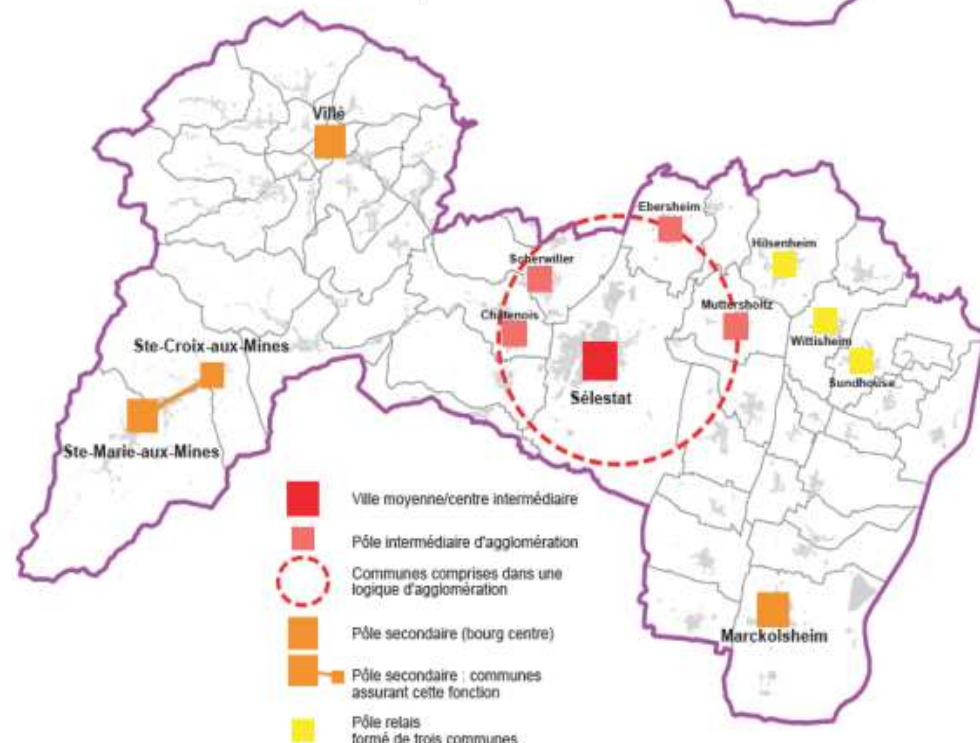 Villé
Ebersheim
Hilsenheim
Scherwiller
Muttersholtz
Châtenois
Wittisheim
Ste-Croix-aux-Mines
Sundhouse
Sélestat
Ste-Marie-aux-Mines
Ville moyenne/centre intermédiaire
Pôle intermédiaire d'agglomération
Communes comprises dans une
logique d'agglomération
Pôle secondaire (bourg centre)
Marckolsheim
Pôle secondaire : communes
assurant cette fonction
Pôle relais
formé de trois communes